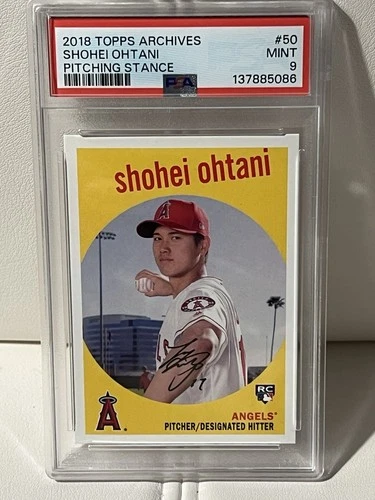 2018 TOPPS ARCHIVES #50
SHOHEI OHTANI MINT
PITCHING STANCE 9
PSA 137885086
shohei ohtani
A
A
17
RC
A
ANGELS®
PITCHER/DESIGNATED HITTER